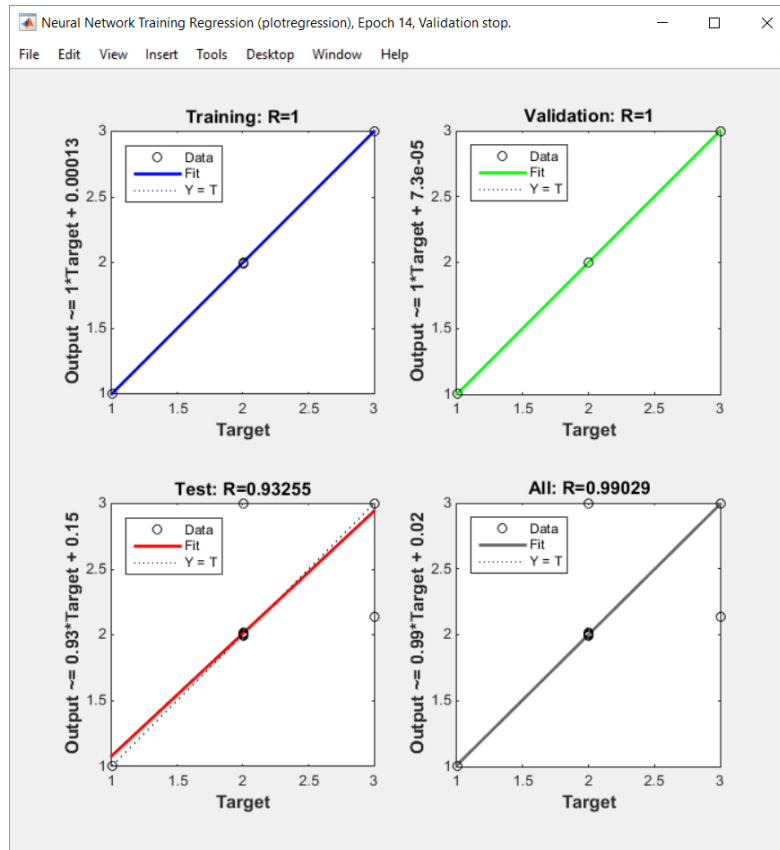 Neural Network Training Regression (plotregression), Epoch 14, Validation stop.
File Edit View Insert Tools Desktop Window Help
Training: R=1
Output ~= 1*Target + 0.00013
3
2.5
2
1.5
1
Data
Fit
Y = T
1 1.5 2 2.5 3
Target
Validation: R=1
Output ~= 1*Target + 7.3e-05
3
2.5
2
1.5
1
Data
Fit
Y = T
1 1.5 2 2.5 3
Target
Test: R=0.93255
Output ~= 0.93*Target + 0.15
3
2.5
2
1.5
1
Data
Fit
Y = T
1 1.5 2 2.5 3
Target
All: R=0.99029
Output ~= 0.99*Target + 0.02
3
2.5
2
1.5
1
Data
Fit
Y = T
1 1.5 2 2.5 3
Target